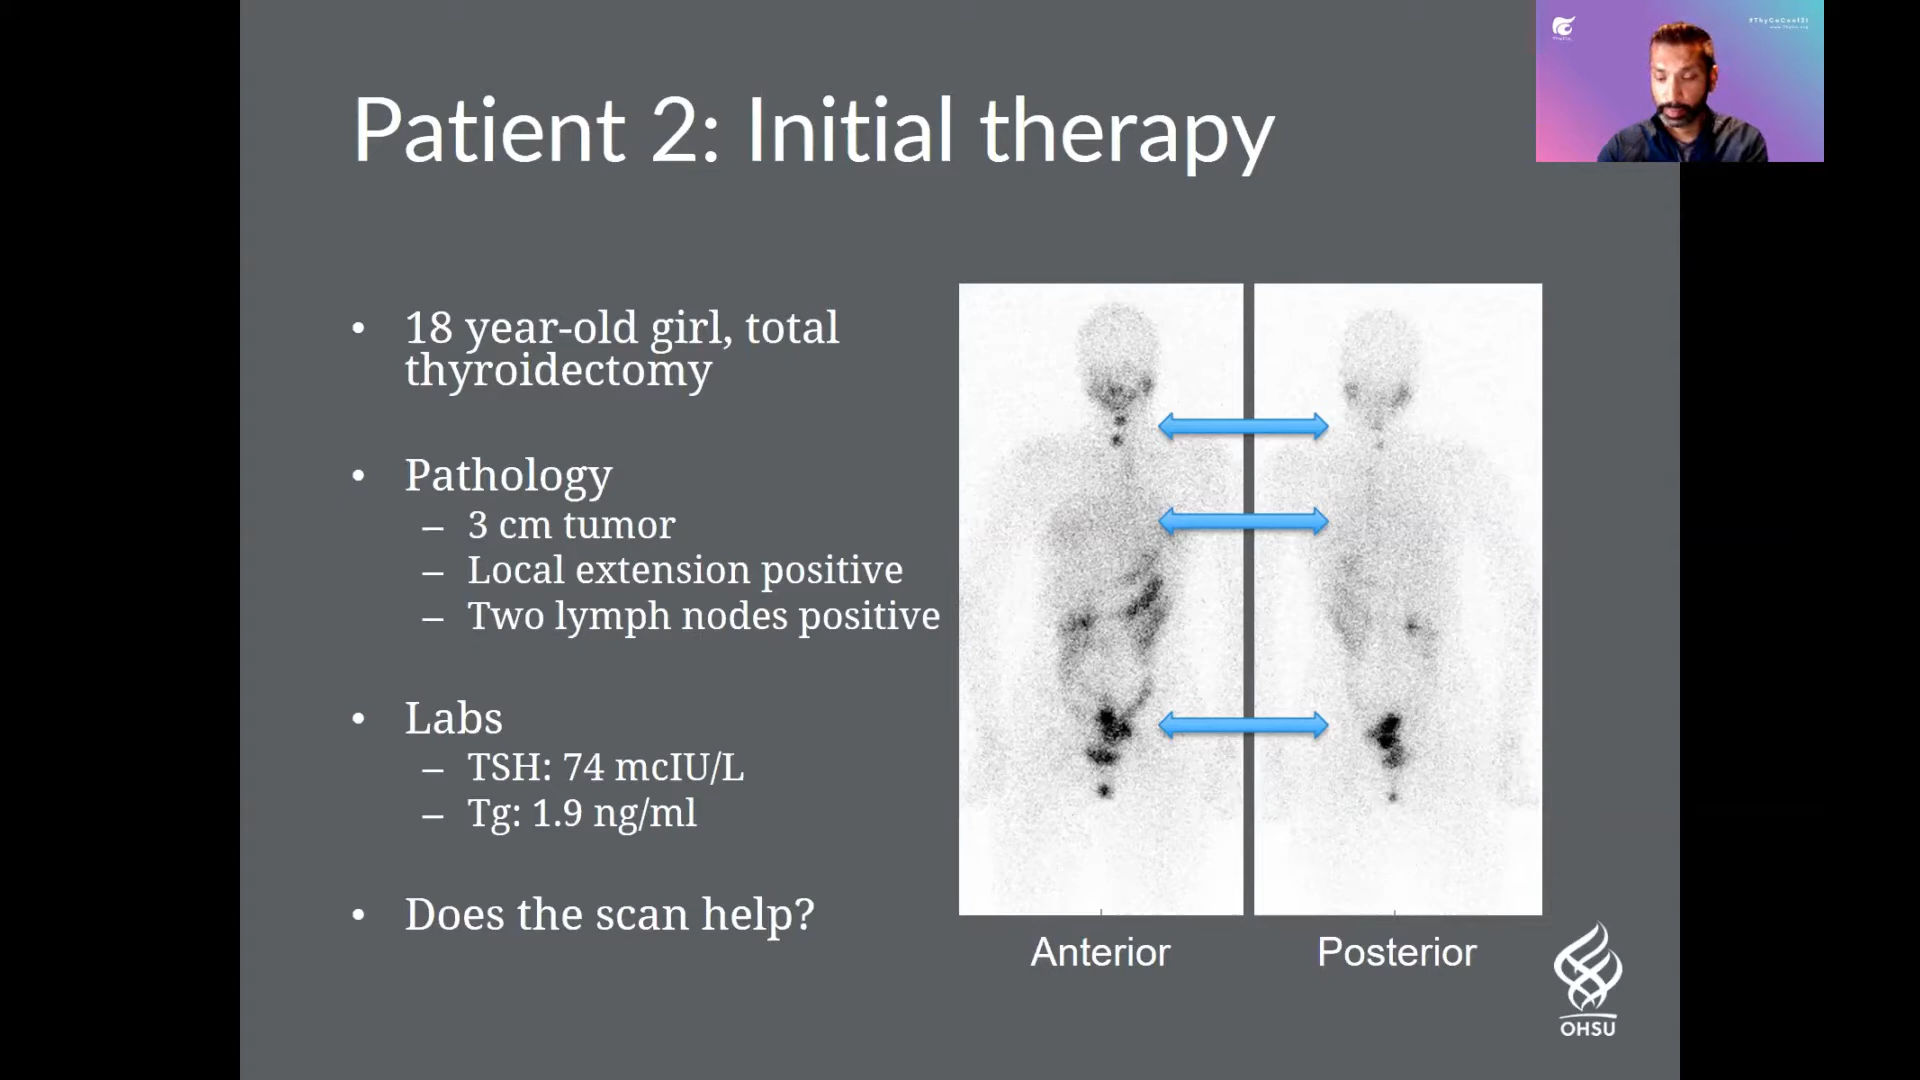 Patient 2: Initial therapy
#ThyCaConf21
• 18 year-old girl, total
thyroidectomy
• Pathology
– 3 cm tumor
– Local extension positive
– Two lymph nodes positive
• Labs
– TSH: 74 mcIU/L
– Tg: 1.9 ng/ml
• Does the scan help?
Anterior
Posterior
OHSU